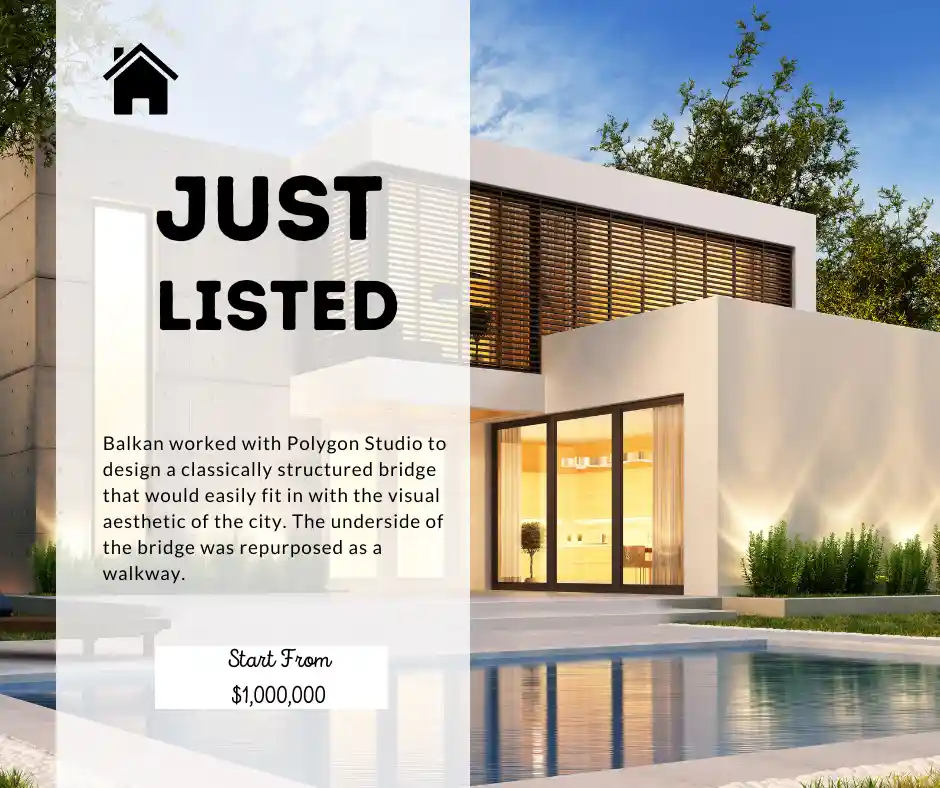 JUST
LISTED
Balkan worked with Polygon Studio to
design a classically structured bridge
that would easily fit in with the visual
aesthetic of the city. The underside of
the bridge was repurposed as a
walkway.
Start From
$1,000,000